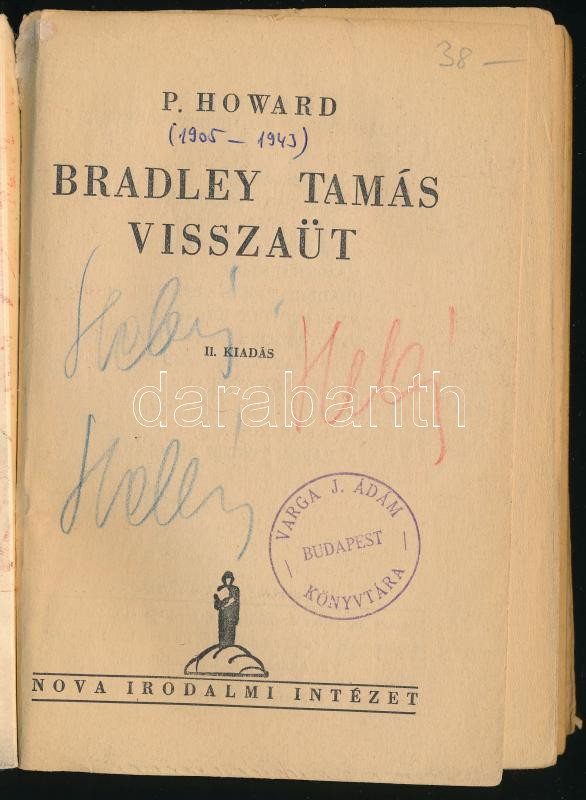 38 —
P. HOWARD
(1905 — 1943)
BRADLEY TAMÁS
VISSZAÜT
II. KIADÁS
darabanth
VARGA J. ÁDÁM
BUDAPEST
KÖNYVTÁRA
NOVA IRODALMI INTÉZET